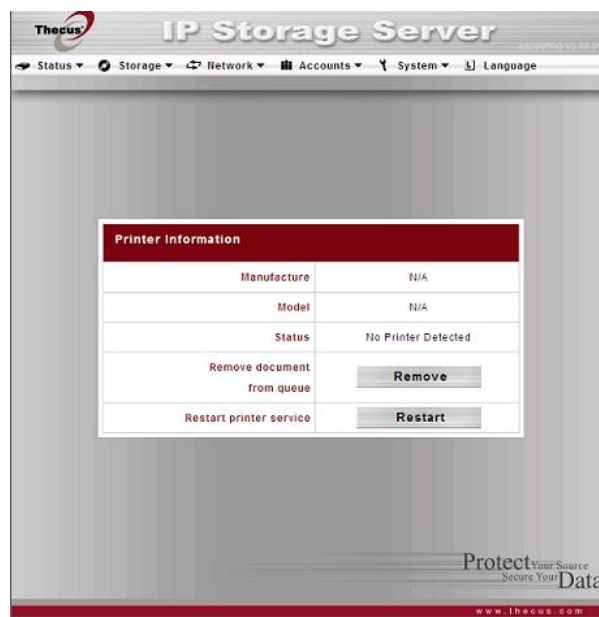 Thecus
IP Storage Server
Status Storage Network Accounts System Language
Printer Information
Manufacture N/A
Model N/A
Status No Printer Detected
Remove document
from queue
Remove
Restart printer service Restart
Protect Your Source
Secure Your Data
www.thecus.com